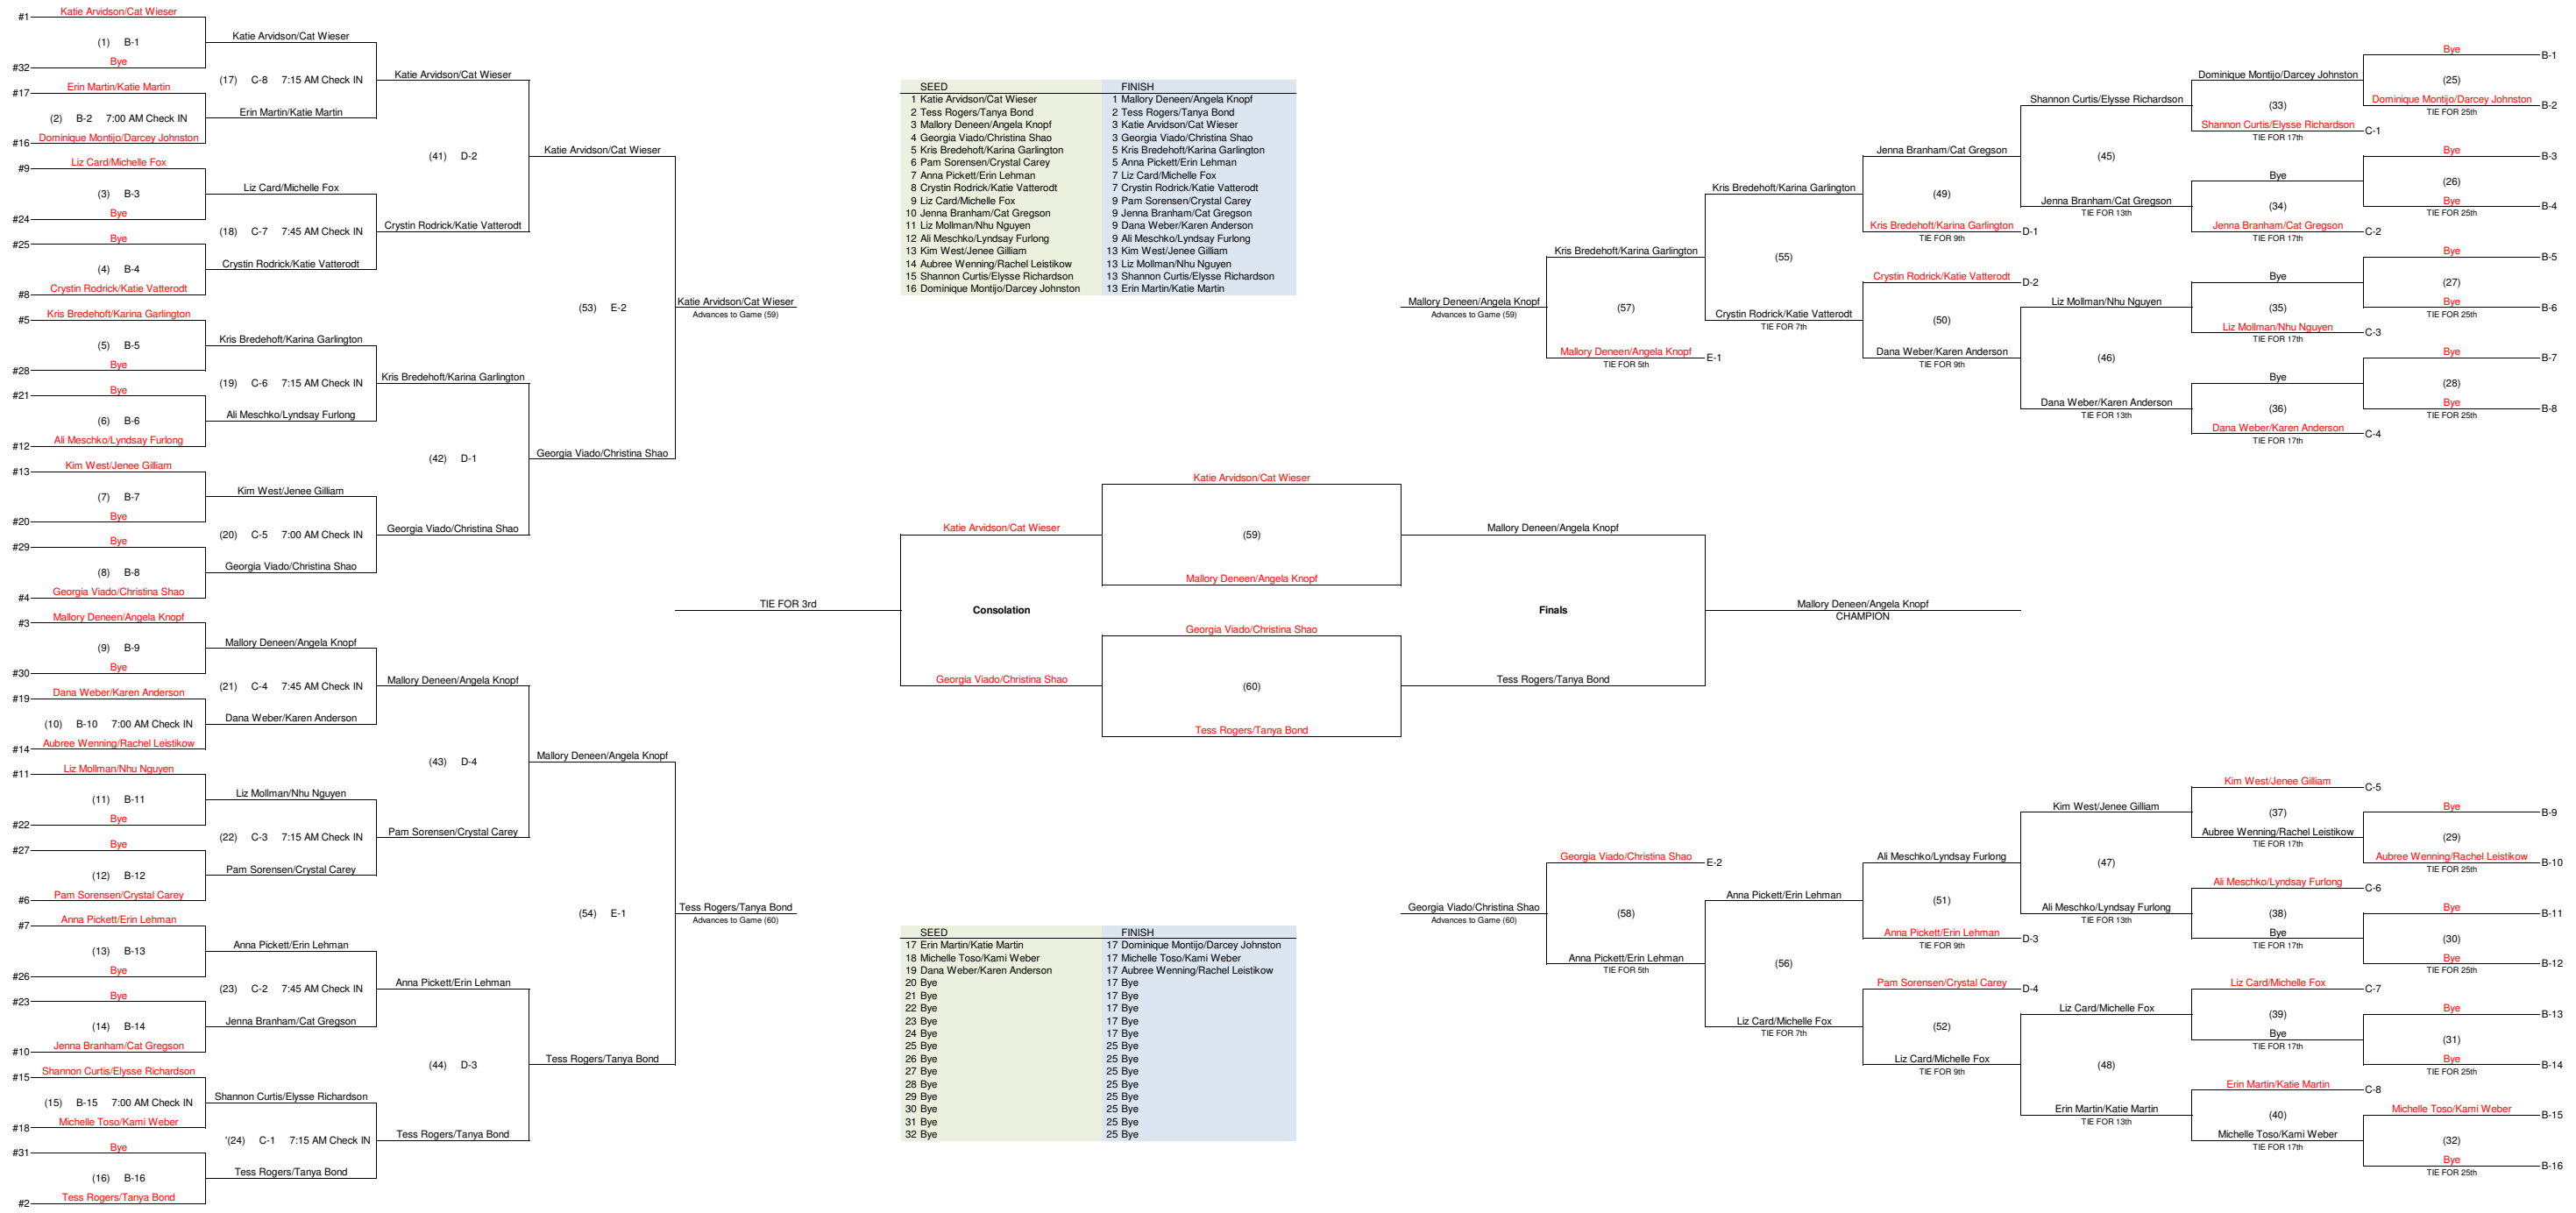 #1 Katie Arvidson/Cat Wieser
(1) B-1
Katie Arvidson/Cat Wieser
#32 Bye
(17) C-8 7:15 AM Check IN
Katie Arvidson/Cat Wieser
#17 Erin Martin/Katie Martin
(2) B-2 7:00 AM Check IN
Erin Martin/Katie Martin
#16 Dominique Montijo/Darcey Johnston
(41) D-2
Katie Arvidson/Cat Wieser
#9 Liz Card/Michelle Fox
(3) B-3
Liz Card/Michelle Fox
#24 Bye
(18) C-7 7:45 AM Check IN
Crystin Rodrick/Katie Vatterodt
#25 Bye
(4) B-4
Crystin Rodrick/Katie Vatterodt
#8 Crystin Rodrick/Katie Vatterodt
(53) E-2
Katie Arvidson/Cat Wieser
Advances to Game (59)
#5 Kris Bredehoft/Karina Garlington
(5) B-5
Kris Bredehoft/Karina Garlington
#28 Bye
(19) C-6 7:15 AM Check IN
Kris Bredehoft/Karina Garlington
#21 Bye
(6) B-6
Ali Meschko/Lyndsay Furlong
#12 Ali Meschko/Lyndsay Furlong
(42) D-1
Georgia Viado/Christina Shao
#13 Kim West/Jenee Gilliam
(7) B-7
Kim West/Jenee Gilliam
#20 Bye
(20) C-5 7:00 AM Check IN
Georgia Viado/Christina Shao
#29 Bye
(8) B-8
Georgia Viado/Christina Shao
#4 Georgia Viado/Christina Shao
#3 Mallory Deneen/Angela Knopf
(9) B-9
Mallory Deneen/Angela Knopf
#30 Bye
(21) C-4 7:45 AM Check IN
Mallory Deneen/Angela Knopf
#19 Dana Weber/Karen Anderson
(10) B-10 7:00 AM Check IN
Dana Weber/Karen Anderson
#14 Aubree Wenning/Rachel Leistikow
(43) D-4
Mallory Deneen/Angela Knopf
#11 Liz Mollman/Nhu Nguyen
(11) B-11
Liz Mollman/Nhu Nguyen
#22 Bye
(22) C-3 7:15 AM Check IN
Pam Sorensen/Crystal Carey
#27 Bye
(12) B-12
Pam Sorensen/Crystal Carey
#6 Pam Sorensen/Crystal Carey
(54) E-1
Tess Rogers/Tanya Bond
Advances to Game (60)
#7 Anna Pickett/Erin Lehman
(13) B-13
Anna Pickett/Erin Lehman
#26 Bye
(23) C-2 7:45 AM Check IN
Anna Pickett/Erin Lehman
#23 Bye
(14) B-14
Jenna Branham/Cat Gregson
#10 Jenna Branham/Cat Gregson
(44) D-3
Tess Rogers/Tanya Bond
#15 Shannon Curtis/Elysse Richardson
(15) B-15 7:00 AM Check IN
Shannon Curtis/Elysse Richardson
#18 Michelle Toso/Kami Weber
'(24) C-1 7:15 AM Check IN
Tess Rogers/Tanya Bond
#31 Bye
(16) B-16
Tess Rogers/Tanya Bond
#2 Tess Rogers/Tanya Bond
SEED FINISH
1 Katie Arvidson/Cat Wieser 1 Mallory Deneen/Angela Knopf
2 Tess Rogers/Tanya Bond 2 Tess Rogers/Tanya Bond
3 Mallory Deneen/Angela Knopf 3 Katie Arvidson/Cat Wieser
4 Georgia Viado/Christina Shao 3 Georgia Viado/Christina Shao
5 Kris Bredehoft/Karina Garlington 5 Kris Bredehoft/Karina Garlington
6 Pam Sorensen/Crystal Carey 5 Anna Pickett/Erin Lehman
7 Anna Pickett/Erin Lehman 7 Liz Card/Michelle Fox
8 Crystin Rodrick/Katie Vatterodt 7 Crystin Rodrick/Katie Vatterodt
9 Liz Card/Michelle Fox 9 Pam Sorensen/Crystal Carey
10 Jenna Branham/Cat Gregson 9 Jenna Branham/Cat Gregson
11 Liz Mollman/Nhu Nguyen 9 Dana Weber/Karen Anderson
12 Ali Meschko/Lyndsay Furlong 9 Ali Meschko/Lyndsay Furlong
13 Kim West/Jenee Gilliam 13 Kim West/Jenee Gilliam
14 Aubree Wenning/Rachel Leistikow 13 Liz Mollman/Nhu Nguyen
15 Shannon Curtis/Elysse Richardson 13 Shannon Curtis/Elysse Richardson
16 Dominique Montijo/Darcey Johnston 13 Erin Martin/Katie Martin
Katie Arvidson/Cat Wieser
Katie Arvidson/Cat Wieser
(59)
Mallory Deneen/Angela Knopf
Mallory Deneen/Angela Knopf
TIE FOR 3rd
Consolation
Finals
Mallory Deneen/Angela Knopf
CHAMPION
Georgia Viado/Christina Shao
Georgia Viado/Christina Shao
(60)
Tess Rogers/Tanya Bond
Tess Rogers/Tanya Bond
SEED FINISH
17 Erin Martin/Katie Martin 17 Dominique Montijo/Darcey Johnston
18 Michelle Toso/Kami Weber 17 Michelle Toso/Kami Weber
19 Dana Weber/Karen Anderson 17 Aubree Wenning/Rachel Leistikow
20 Bye 17 Bye
21 Bye 17 Bye
22 Bye 17 Bye
23 Bye 17 Bye
24 Bye 17 Bye
25 Bye 25 Bye
26 Bye 25 Bye
27 Bye 25 Bye
28 Bye 25 Bye
29 Bye 25 Bye
30 Bye 25 Bye
31 Bye 25 Bye
32 Bye 25 Bye
Bye B-1
Dominique Montijo/Darcey Johnston
(25)
Dominique Montijo/Darcey Johnston B-2
TIE FOR 25th
Shannon Curtis/Elysse Richardson
(33)
Shannon Curtis/Elysse Richardson C-1
TIE FOR 17th
Jenna Branham/Cat Gregson
(45)
Bye B-3
Bye
(26)
Bye B-4
TIE FOR 25th
Jenna Branham/Cat Gregson
TIE FOR 13th
(34)
Jenna Branham/Cat Gregson C-2
TIE FOR 17th
Kris Bredehoft/Karina Garlington
(49)
Kris Bredehoft/Karina Garlington D-1
TIE FOR 9th
Kris Bredehoft/Karina Garlington
(55)
Bye B-5
Bye
(27)
Bye B-6
TIE FOR 25th
Crystin Rodrick/Katie Vatterodt D-2
Liz Mollman/Nhu Nguyen
(35)
Liz Mollman/Nhu Nguyen C-3
TIE FOR 17th
Mallory Deneen/Angela Knopf
Advances to Game (59)
(57)
Crystin Rodrick/Katie Vatterodt
TIE FOR 7th
(50)
Mallory Deneen/Angela Knopf E-1
TIE FOR 5th
Dana Weber/Karen Anderson
TIE FOR 9th
(46)
Bye B-7
Bye
(28)
Bye B-8
TIE FOR 25th
Dana Weber/Karen Anderson
TIE FOR 13th
(36)
Dana Weber/Karen Anderson C-4
TIE FOR 17th
Kim West/Jenee Gilliam C-5
Kim West/Jenee Gilliam
(37)
Bye B-9
Aubree Wenning/Rachel Leistikow
TIE FOR 17th
(29)
Aubree Wenning/Rachel Leistikow B-10
TIE FOR 25th
Georgia Viado/Christina Shao E-2
Ali Meschko/Lyndsay Furlong
(47)
Ali Meschko/Lyndsay Furlong C-6
Anna Pickett/Erin Lehman
(51)
Ali Meschko/Lyndsay Furlong
TIE FOR 13th
(38)
Bye B-11
Georgia Viado/Christina Shao
Advances to Game (60)
(58)
Anna Pickett/Erin Lehman D-3
TIE FOR 9th
Bye
TIE FOR 17th
(30)
Bye B-12
TIE FOR 25th
Anna Pickett/Erin Lehman
TIE FOR 5th
(56)
Pam Sorensen/Crystal Carey D-4
Liz Card/Michelle Fox C-7
Liz Card/Michelle Fox
(39)
Bye B-13
Liz Card/Michelle Fox
TIE FOR 7th
(52)
Bye
TIE FOR 17th
(31)
Bye B-14
TIE FOR 25th
Liz Card/Michelle Fox
TIE FOR 9th
(48)
Erin Martin/Katie Martin C-8
Erin Martin/Katie Martin
TIE FOR 13th
(40)
Michelle Toso/Kami Weber B-15
Michelle Toso/Kami Weber
TIE FOR 17th
(32)
Bye B-16
TIE FOR 25th